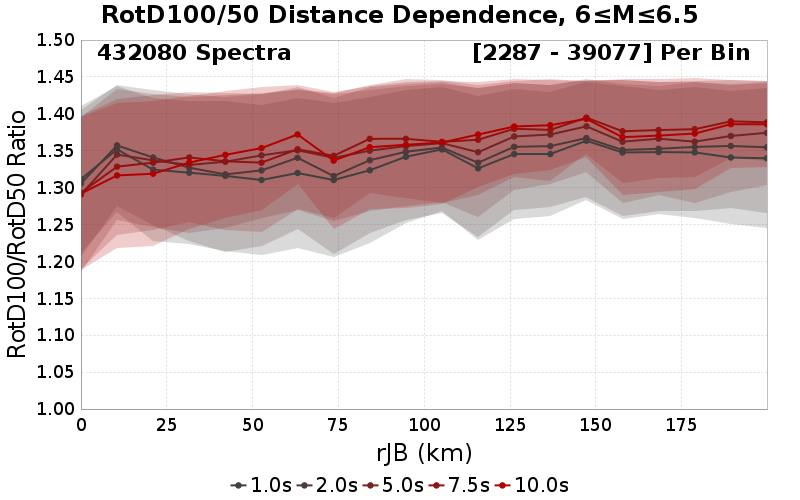 RotD100/50 Distance Dependence, 6≤M≤6.5
432080 Spectra [2287 - 39077] Per Bin
RotD100/RotD50 Ratio
1.50
1.45
1.40
1.35
1.30
1.25
1.20
1.15
1.10
1.05
1.00
0 25 50 75 100 125 150 175
rJB (km)
1.0s 2.0s 5.0s 7.5s 10.0s